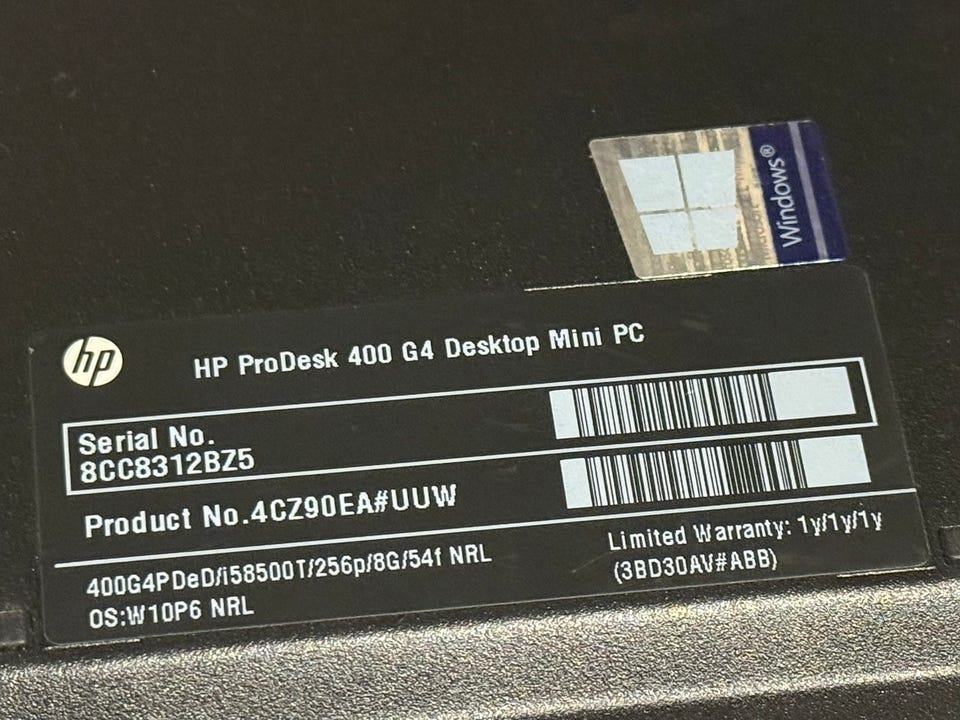 Windows®
hp
HP ProDesk 400 G4 Desktop Mini PC
Serial No.
8CC8312BZ5
Product No.4CZ90EA#UUW
400G4PDeD/i58500T/256p/8G/54f NRL
OS:W10P6 NRL
Limited Warranty: 1y/1y/1y
(3BD30AV#ABB)